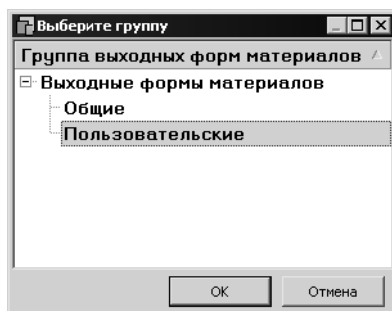 Выберите группу
Группа выходных форм материалов
Выходные формы материалов
Общие
Пользовательские
OK
Отмена